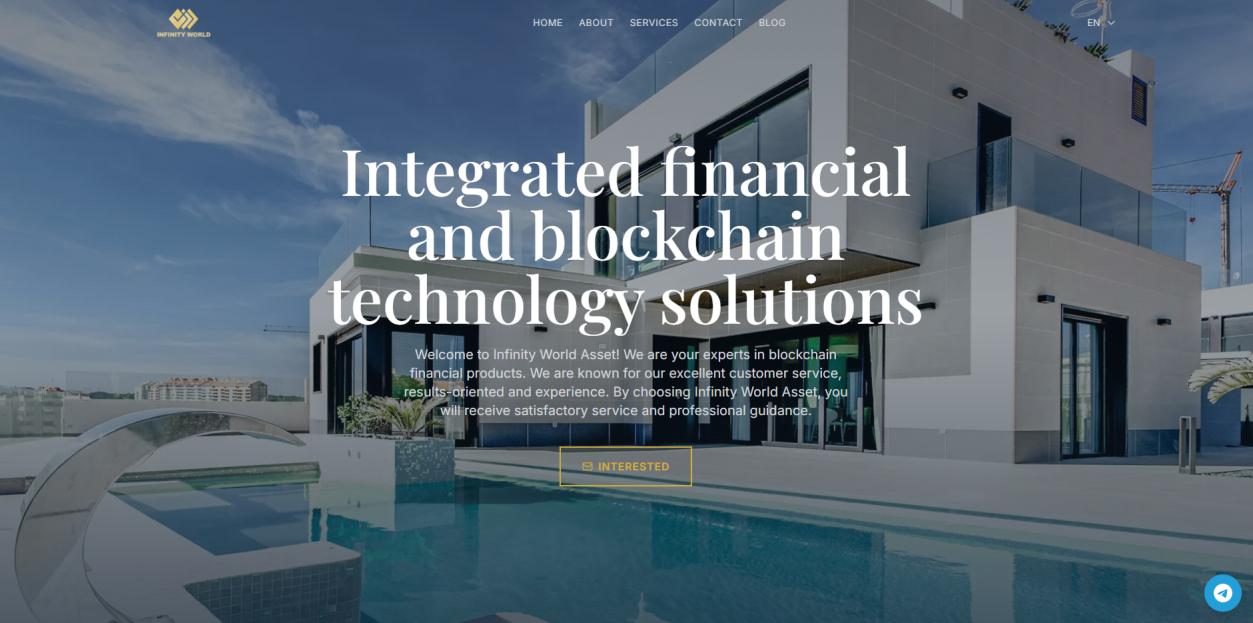 INFINITY WORLD
HOME ABOUT SERVICES CONTACT BLOG
EN
Integrated financial
and blockchain
technology solutions
Welcome to Infinity World Asset! We are your experts in blockchain
financial products. We are known for our excellent customer service,
results-oriented and experience. By choosing Infinity World Asset, you
will receive satisfactory service and professional guidance.
INTERESTED